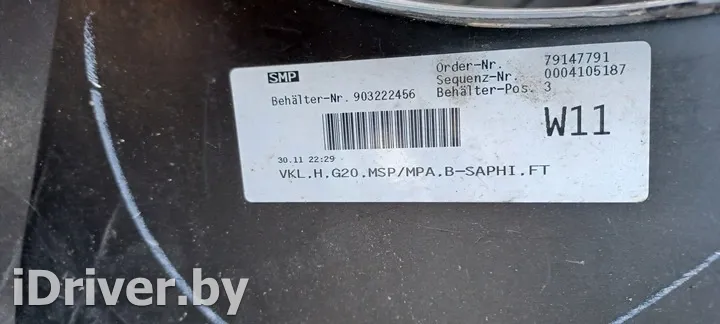 SMP
Order-Nr. 79147791
Sequenz-Nr. 0004105187
Behälter-Nr. 903222456 Behälter-Pos. 3
W11
30.11 22:29
VKL.H.G20.MSP/MPA.B-SAPHI.FT
iDriver.by